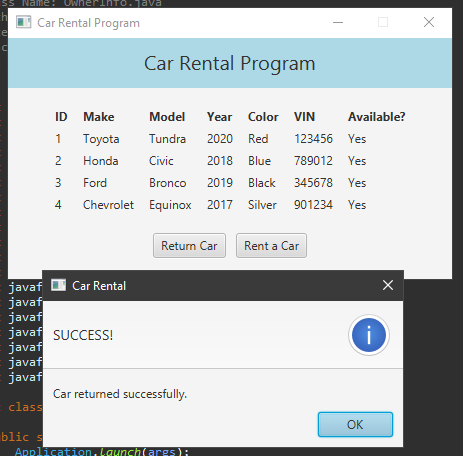 ss Name: OwnerInfo.java
Car Rental Program
Car Rental Program
ID Make Model Year Color VIN Available?
1 Toyota Tundra 2020 Red 123456 Yes
2 Honda Civic 2018 Blue 789012 Yes
3 Ford Bronco 2019 Black 345678 Yes
4 Chevrolet Equinox 2017 Silver 901234 Yes
Return Car Rent a Car
Car Rental
SUCCESS!
Car returned successfully.
OK
javaf
javaf
javaf
javaf
javaf
javaf
javaf
class
ublic s
Application.launch(args);